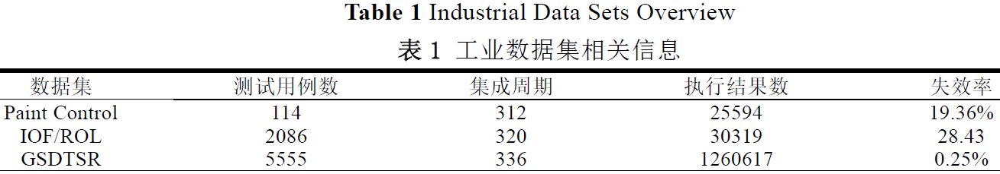 Table 1 Industrial Data Sets Overview
表 1 工业数据集相关信息
数据集 测试用例数 集成周期 执行结果数 失效率
Paint Control 114 312 25594 19.36%
IOF/ROL 2086 320 30319 28.43
GSDTSR 5555 336 1260617 0.25%